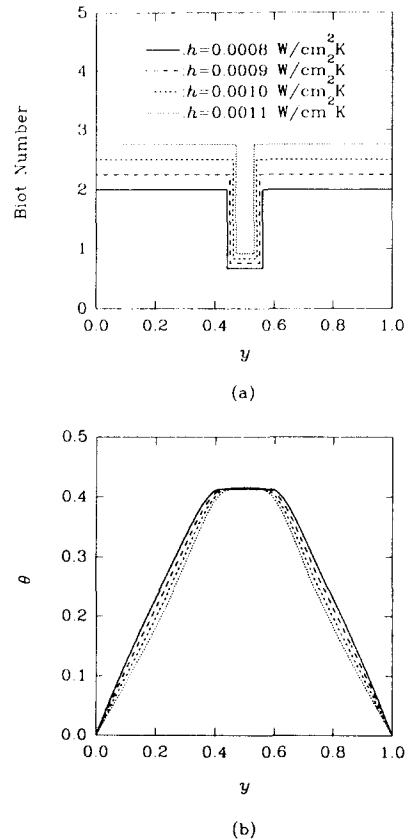 5
4
3
2
1
0
Biot Number
h=0.0008 W/cm²K
h=0.0009 W/cm²K
h=0.0010 W/cm²K
h=0.0011 W/cm²K
0.0 0.2 0.4 0.6 0.8 1.0
y
(a)
0.5
0.4
0.3
0.2
0.1
0.0
θ
0.0 0.2 0.4 0.6 0.8 1.0
y
(b)